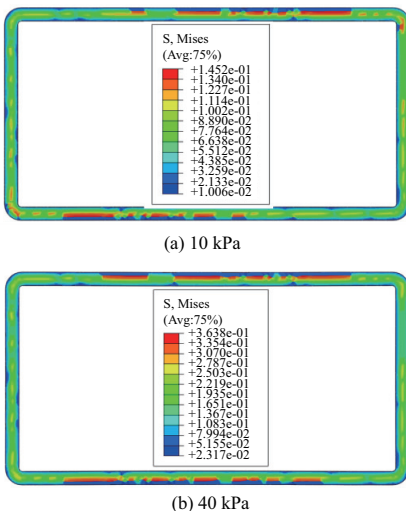 S, Mises
(Avg:75%)
+1.452e-01
+1.340e-01
+1.227e-01
+1.114e-01
+1.002e-01
+8.890e-02
+7.764e-02
+6.638e-02
+5.512e-02
+4.385e-02
+3.259e-02
+2.133e-02
+1.006e-02
(a) 10 kPa
S, Mises
(Avg:75%)
+3.638e-01
+3.354e-01
+3.070e-01
+2.787e-01
+2.503e-01
+2.219e-01
+1.935e-01
+1.651e-01
+1.367e-01
+1.083e-01
+7.994e-02
+5.155e-02
+2.317e-02
(b) 40 kPa